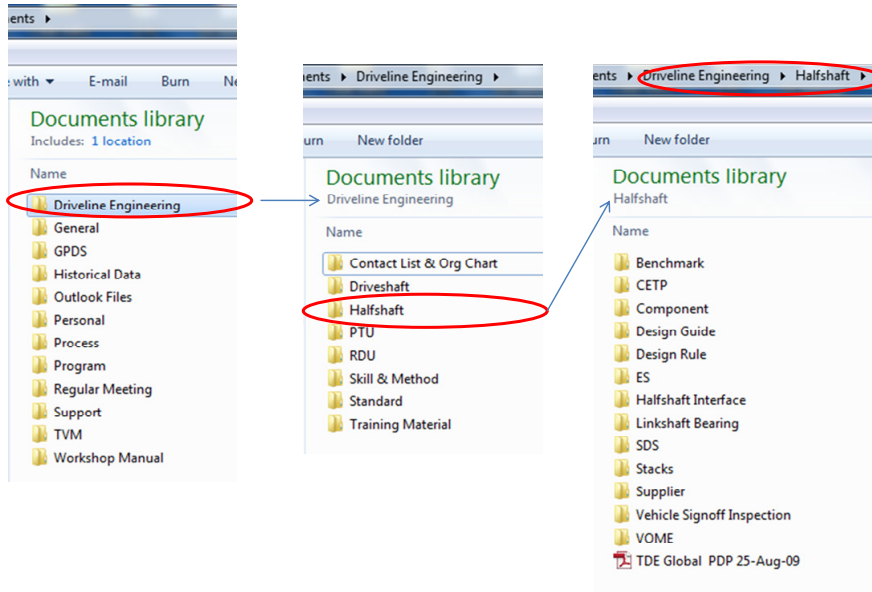 ents ▸
with ▾ E-mail Burn Ne
Documents library
Includes: 1 location
Name
Driveline Engineering
General
GPDS
Historical Data
Outlook Files
Personal
Process
Program
Regular Meeting
Support
TVM
Workshop Manual
ents ▸ Driveline Engineering ▸
urn New folder
Documents library
Driveline Engineering
Name
Contact List & Org Chart
Driveshaft
Halfshaft
PTU
RDU
Skill & Method
Standard
Training Material
ents ▸ Driveline Engineering ▸ Halfshaft ▸
urn New folder
Documents library
Halfshaft
Name
Benchmark
CETP
Component
Design Guide
Design Rule
ES
Halfshaft Interface
Linkshaft Bearing
SDS
Stacks
Supplier
Vehicle Signoff Inspection
VOME
TDE Global PDP 25-Aug-09